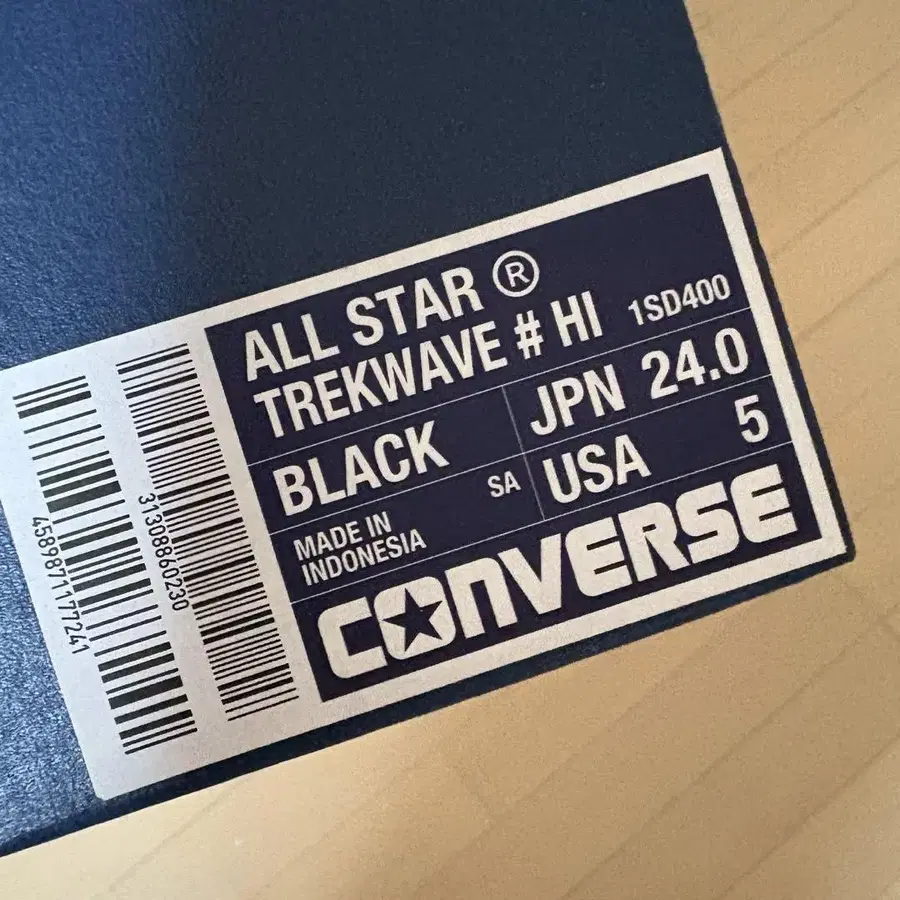 ALL STAR ®
TREKWAVE # HI 1SD400
BLACK JPN 24.0
SA USA 5
MADE IN
INDONESIA
CONVERSE
31308860230
4589871177241